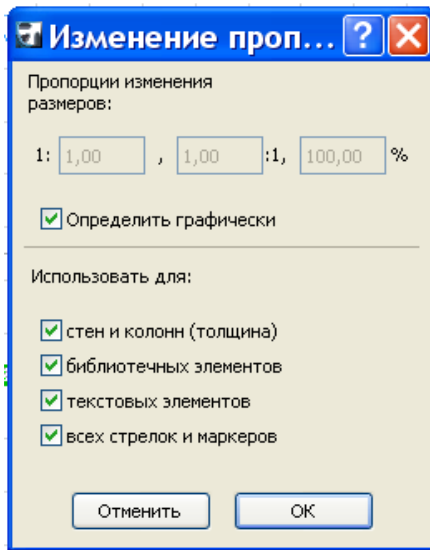 Изменение проп...
Пропорции изменения
размеров:
1: 1,00 , 1,00 :1, 100,00 %
Определить графически
Использовать для:
стен и колонн (толщина)
библиотечных элементов
текстовых элементов
всех стрелок и маркеров
Отменить OK